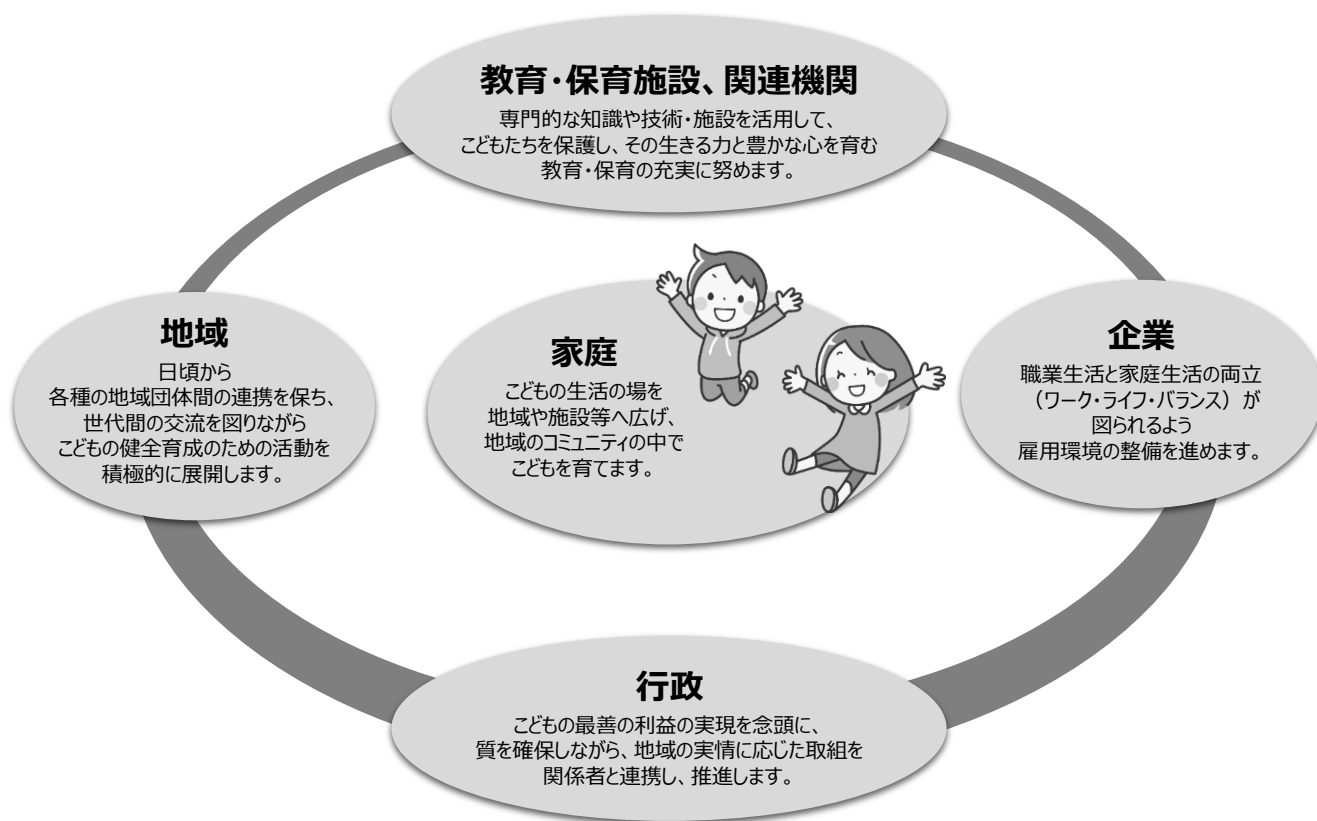 教育・保育施設、関連機関
専門的な知識や技術・施設を活用して、
こどもたちを保護し、その生きる力と豊かな心を育む
教育・保育の充実に努めます。
地域
日頃から
各種の地域団体間の連携を保ち、
世代間の交流を図りながら
こどもの健全育成のための活動を
積極的に展開します。
家庭
こどもの生活の場を
地域や施設等へ広げ、
地域のコミュニティの中で
こどもを育てます。
企業
職業生活と家庭生活の両立
（ワーク・ライフ・バランス）が
図られるよう
雇用環境の整備を進めます。
行政
こどもの最善の利益の実現を念頭に、
質を確保しながら、地域の実情に応じた取組を
関係者と連携し、推進します。